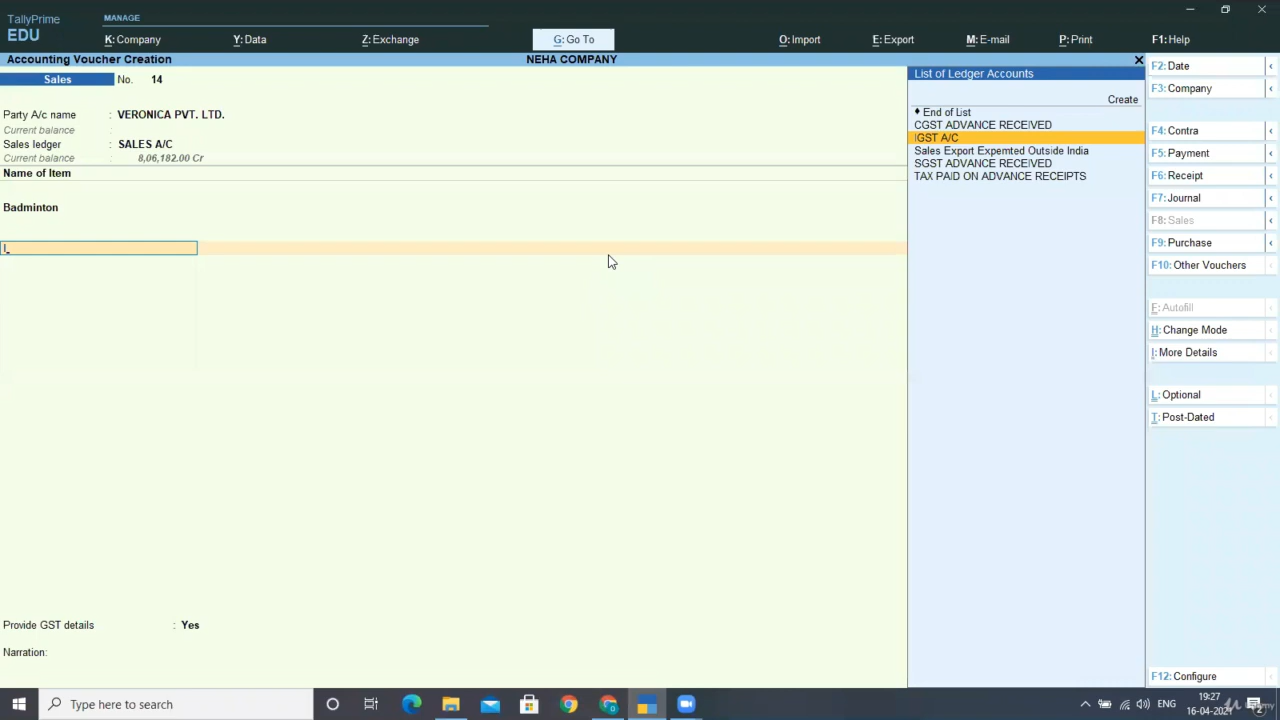 TallyPrime
EDU
MANAGE
K: Company
Y: Data
Z: Exchange
G: Go To
O: Import
E: Export
M: E-mail
P: Print
F1: Help
Accounting Voucher Creation
NEHA COMPANY
Sales
No. 14
Party A/c name : VERONICA PVT. LTD.
Current balance :
Sales ledger : SALES A/C
Current balance : 8,06,182.00 Cr
Name of Item
Badminton
I
Provide GST details : Yes
Narration:
List of Ledger Accounts
Create
♦ End of List
CGST ADVANCE RECEIVED
IGST A/C
Sales Export Expemted Outside India
SGST ADVANCE RECEIVED
TAX PAID ON ADVANCE RECEIPTS
F2: Date
F3: Company
F4: Contra
F5: Payment
F6: Receipt
F7: Journal
F8: Sales
F9: Purchase
F10: Other Vouchers
F: Autofill
H: Change Mode
I: More Details
L: Optional
T: Post-Dated
F12: Configure
Type here to search
ENG
19:27
16-04-2021